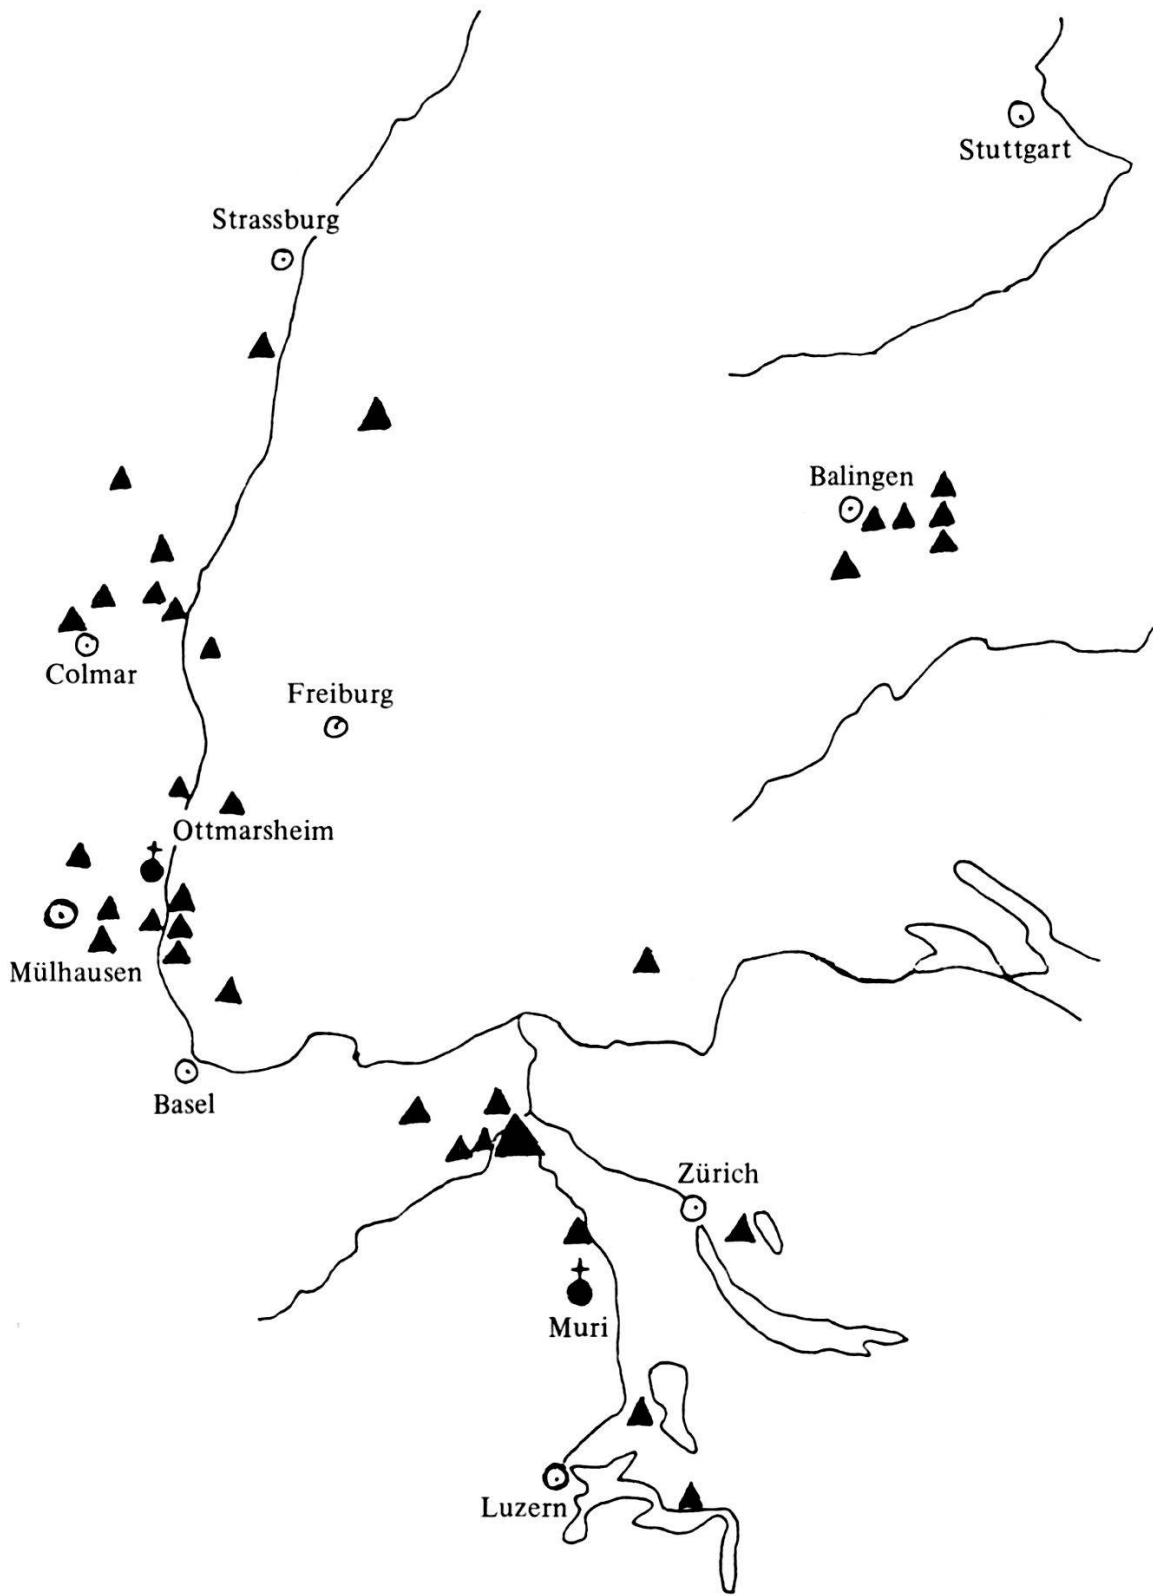 Stuttgart
Strassburg
Balingen
Colmar
Freiburg
Ottmarsheim
Mülhausen
Basel
Zürich
Muri
Luzern